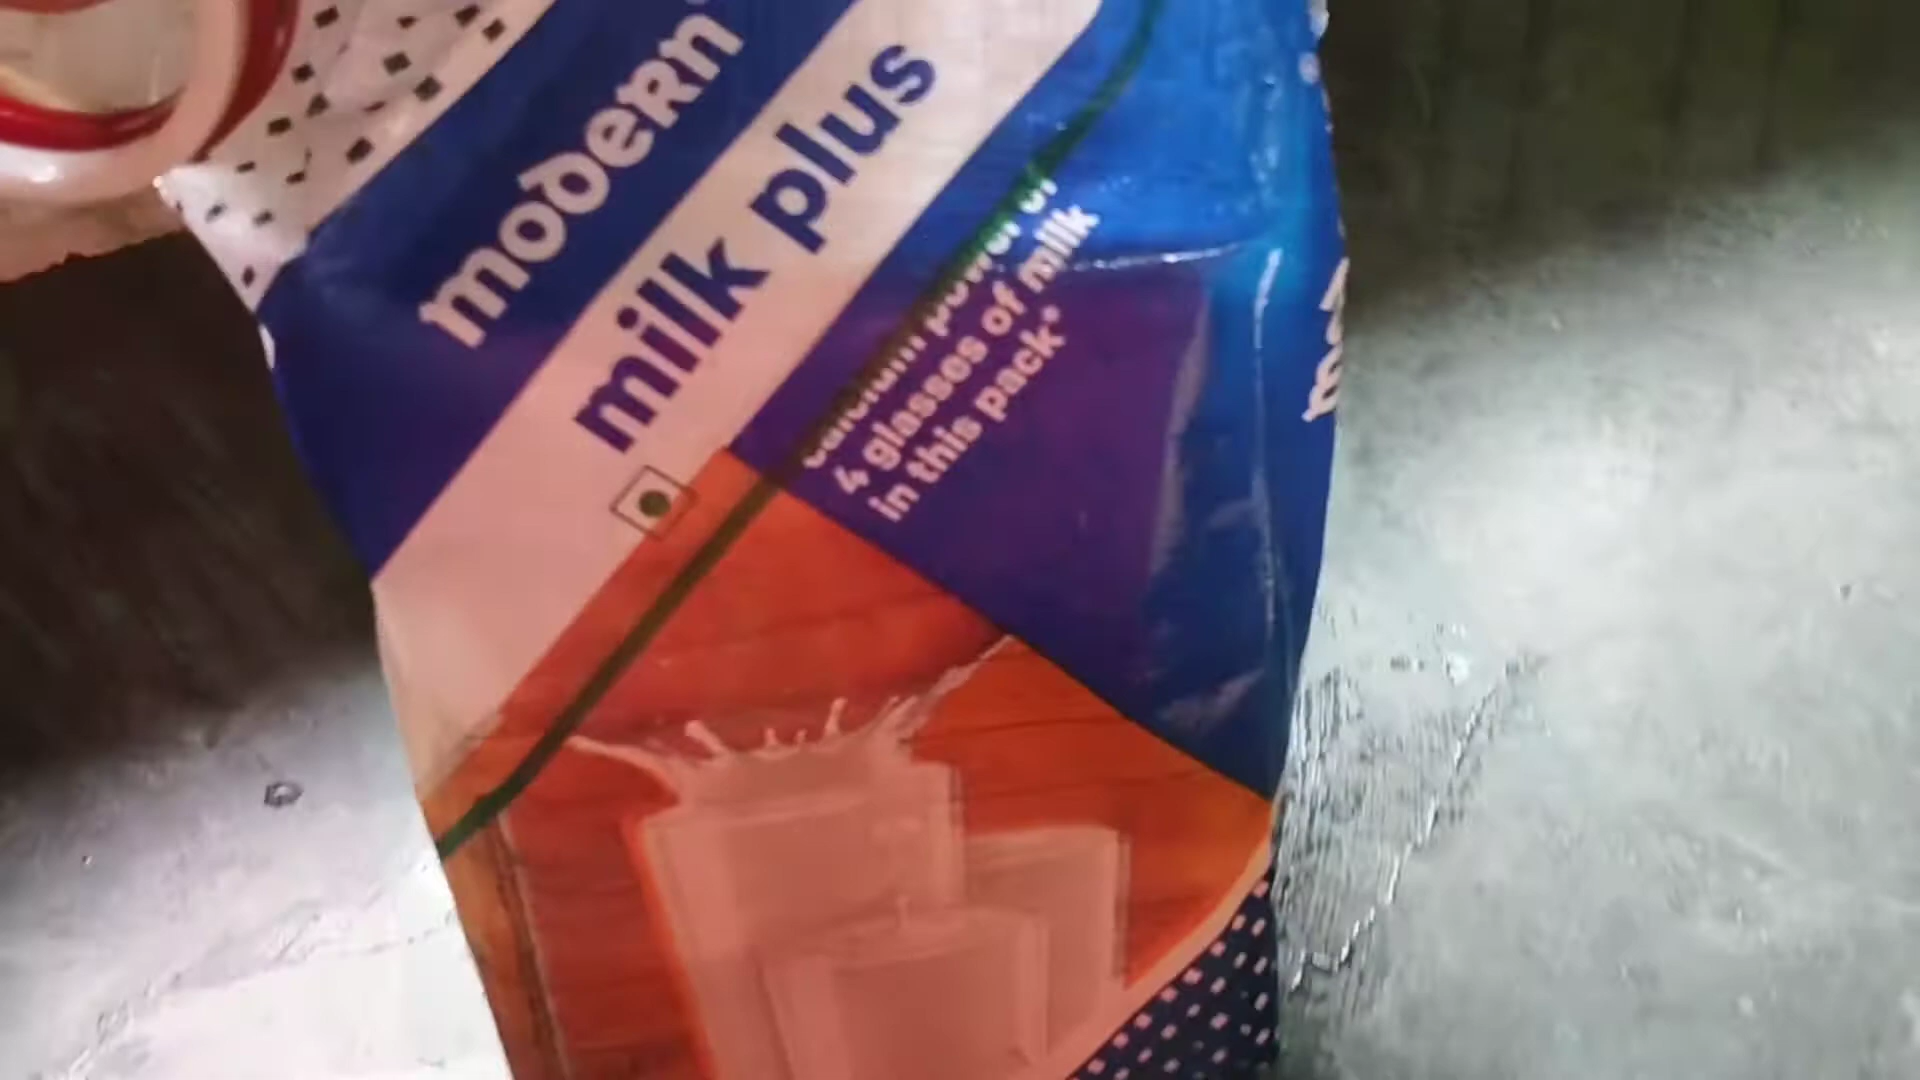 modern
milk plus
calcium power of
4 glasses of milk
in this pack*